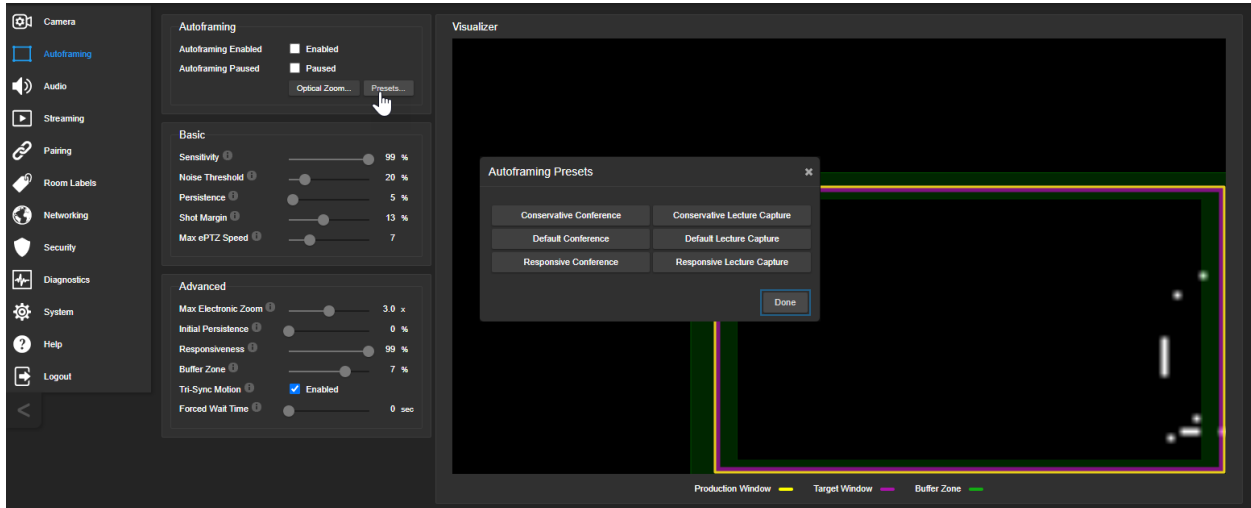 Camera
Autoframing
Audio
Streaming
Pairing
Room Labels
Networking
Security
Diagnostics
System
Help
Logout
<
Autoframing
Autoframing Enabled Enabled
Autoframing Paused Paused
Optical Zoom... Presets...
Basic
Sensitivity 99 %
Noise Threshold 20 %
Persistence 5 %
Shot Margin 13 %
Max ePTZ Speed 7
Advanced
Max Electronic Zoom 3.0 x
Initial Persistence 0 %
Responsiveness 99 %
Buffer Zone 7 %
Tri-Sync Motion Enabled
Forced Wait Time 0 sec
Visualizer
Autoframing Presets
Conservative Conference Conservative Lecture Capture
Default Conference Default Lecture Capture
Responsive Conference Responsive Lecture Capture
Done
Production Window Target Window Buffer Zone